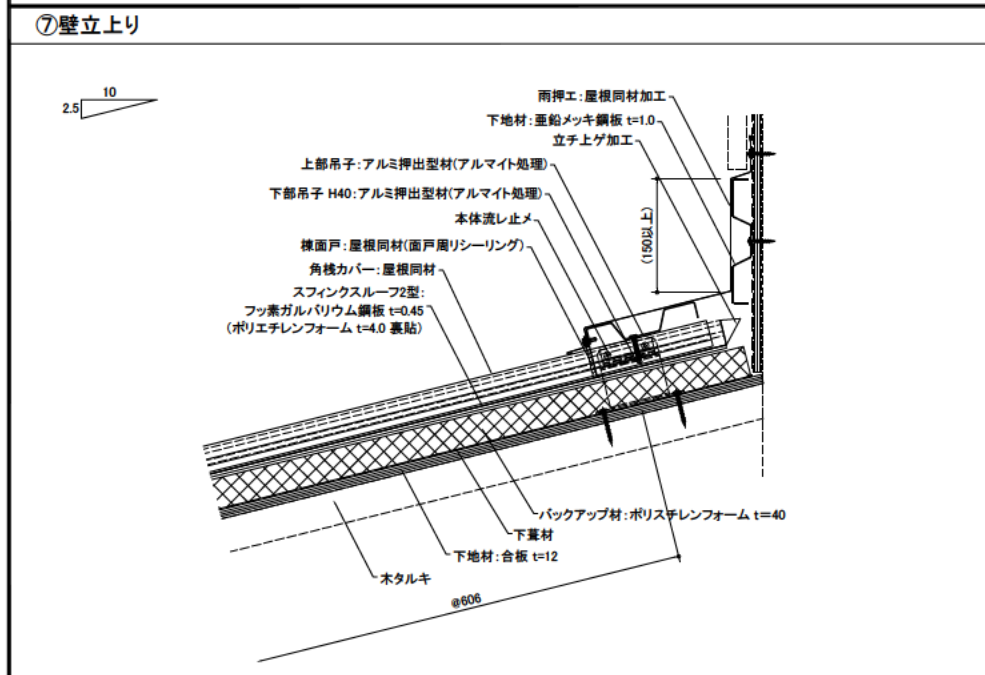 ⑦壁立上り
10
2.5
雨押エ:屋根同材加工
下地材:亜鉛メッキ鋼板 t=1.0
立チ上ゲ加工
上部吊子:アルミ押出型材(アルマイト処理)
下部吊子 H40:アルミ押出型材(アルマイト処理)
本体流レ止メ
棟面戸:屋根同材(面戸周リシーリング)
角桟カバー:屋根同材
スフィンクスルーフ2型:
フッ素ガルバリウム鋼板 t=0.45
(ポリエチレンフォーム t=4.0 裏貼)
(150以上)
バックアップ材:ポリスチレンフォーム t=40
下葺材
下地材:合板 t=12
木タルキ
@606